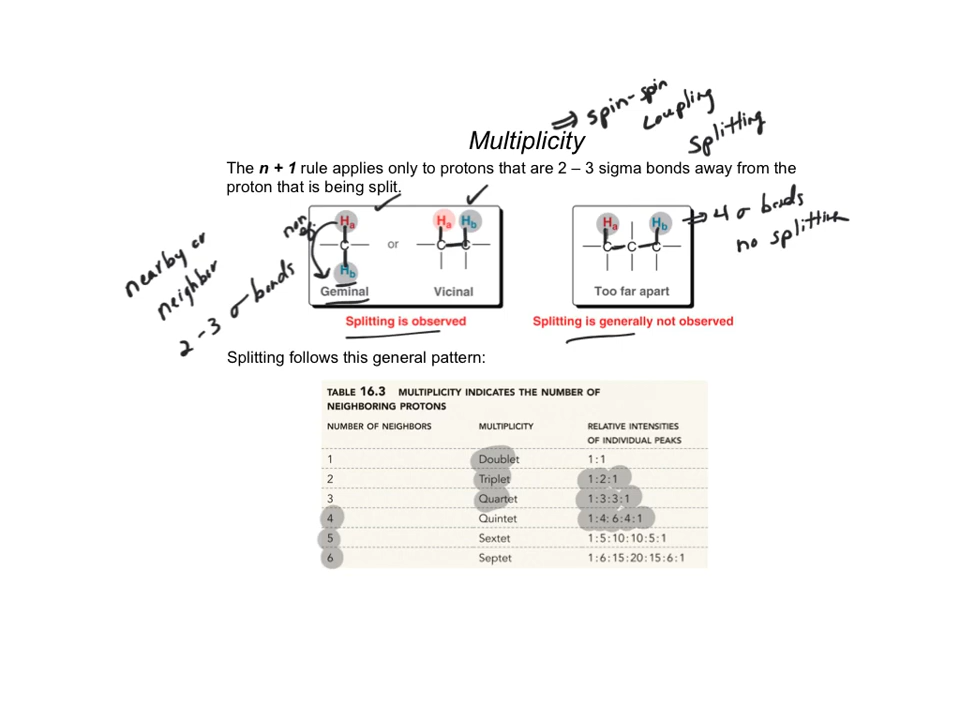 ⇒ spin-spin
coupling
splitting
Multiplicity
The n + 1 rule applies only to protons that are 2 – 3 sigma bonds away from the
proton that is being split.
nearby or
neighbor
2-3 σ bonds
non
Ha
C
Hb
Geminal
or
Ha Hb
C C
Vicinal
Ha Hb
C C C
Too far apart
⇒ 4 σ bonds
no splitting
Splitting is observed
Splitting is generally not observed
Splitting follows this general pattern:
TABLE 16.3 MULTIPLICITY INDICATES THE NUMBER OF
NEIGHBORING PROTONS
NUMBER OF NEIGHBORS MULTIPLICITY RELATIVE INTENSITIES
OF INDIVIDUAL PEAKS
1 Doublet 1:1
2 Triplet 1:2:1
3 Quartet 1:3:3:1
4 Quintet 1:4:6:4:1
5 Sextet 1:5:10:10:5:1
6 Septet 1:6:15:20:15:6:1